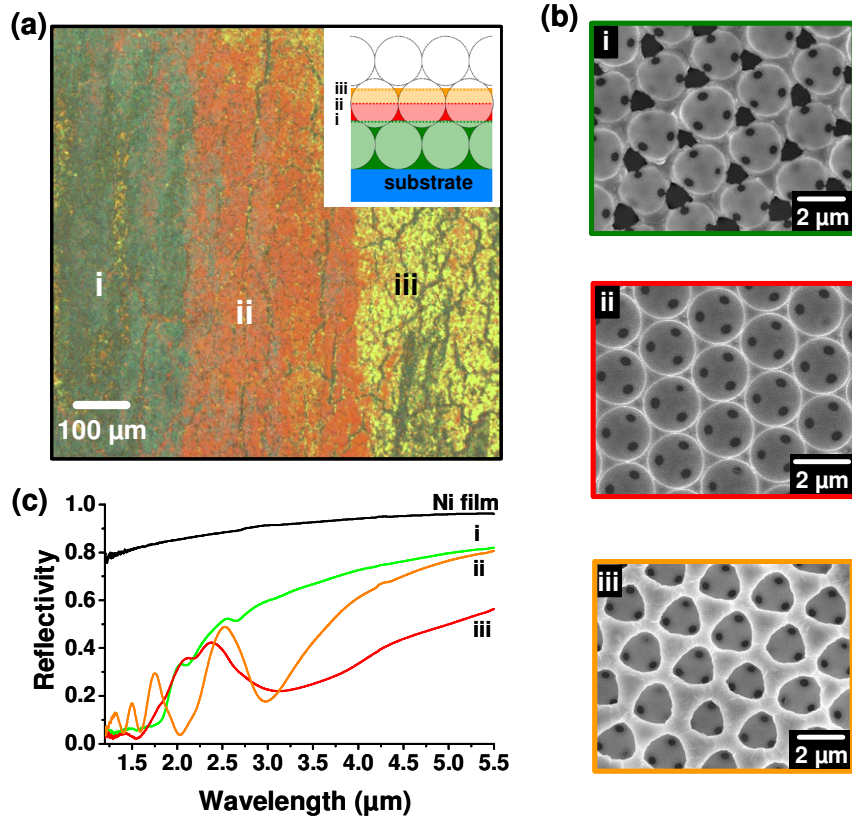 (a)
iii
ii
i
substrate
i
ii
iii
100 µm
(b)
i
2 µm
ii
2 µm
iii
2 µm
(c)
1.0
0.8
0.6
0.4
0.2
0.0
Reflectivity
Ni film
i
ii
iii
1.5 2.0 2.5 3.0 3.5 4.0 4.5 5.0 5.5
Wavelength (µm)